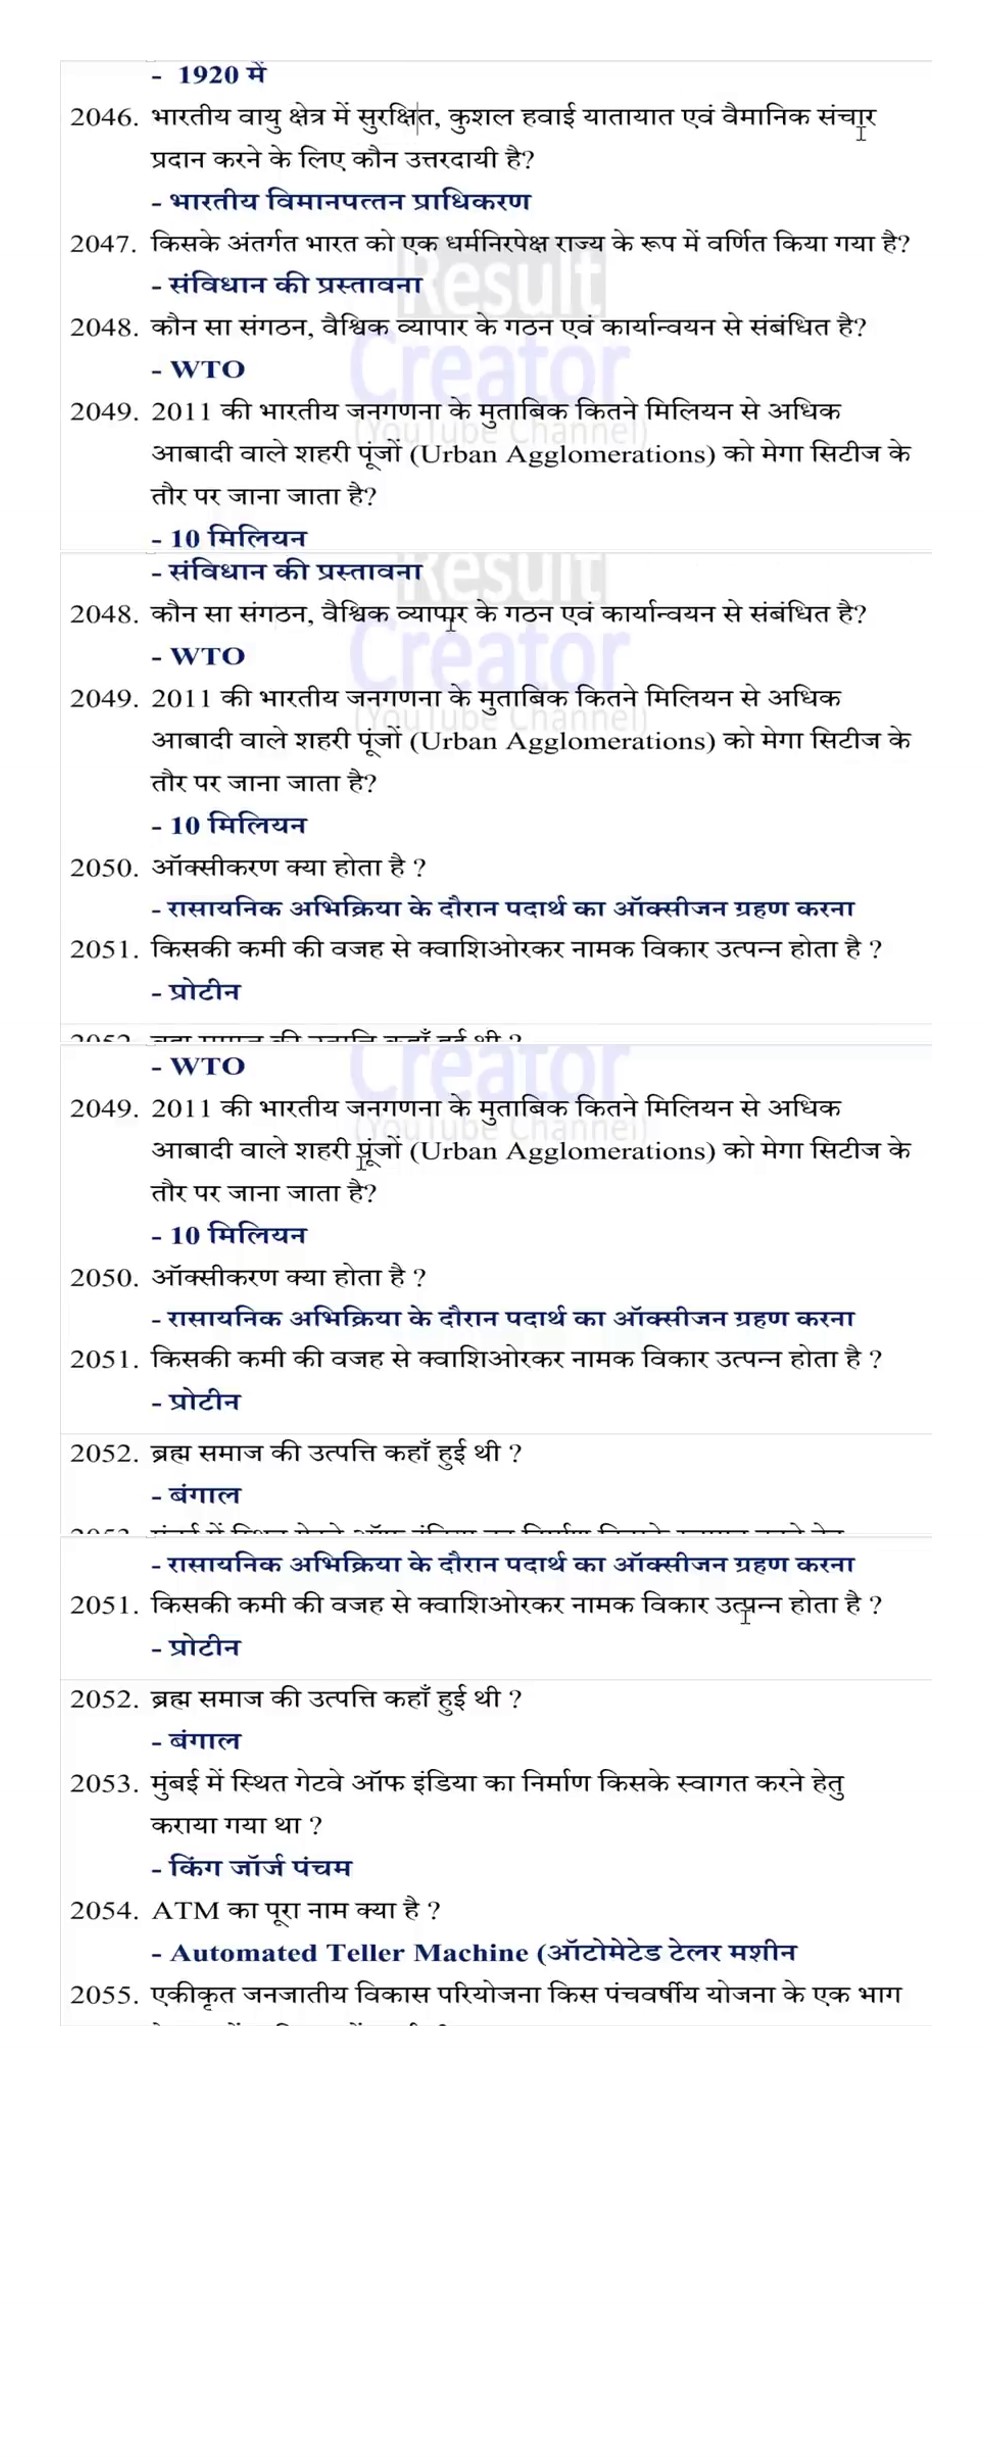 - 1920 में
2046. भारतीय वायु क्षेत्र में सुरक्षित, कुशल हवाई यातायात एवं वैमानिक संचार
प्रदान करने के लिए कौन उत्तरदायी है?
- भारतीय विमानपत्तन प्राधिकरण
2047. किसके अंतर्गत भारत को एक धर्मनिरपेक्ष राज्य के रूप में वर्णित किया गया है?
Result
- संविधान की प्रस्तावना
2048. कौन सा संगठन, वैश्विक व्यापार के गठन एवं कार्यान्वयन से संबंधित है?
Creator
- WTO
2049. 2011 की भारतीय जनगणना के मुताबिक कितने मिलियन से अधिक
(YouTube Channel)
आबादी वाले शहरी पूंजों (Urban Agglomerations) को मेगा सिटीज के
तौर पर जाना जाता है?
- 10 मिलियन
Result
- संविधान की प्रस्तावना
2048. कौन सा संगठन, वैश्विक व्यापार के गठन एवं कार्यान्वयन से संबंधित है?
Creator
- WTO
2049. 2011 की भारतीय जनगणना के मुताबिक कितने मिलियन से अधिक
(YouTube Channel)
आबादी वाले शहरी पूंजों (Urban Agglomerations) को मेगा सिटीज के
तौर पर जाना जाता है?
- 10 मिलियन
2050. ऑक्सीकरण क्या होता है ?
- रासायनिक अभिक्रिया के दौरान पदार्थ का ऑक्सीजन ग्रहण करना
2051. किसकी कमी की वजह से क्वाशिओरकर नामक विकार उत्पन्न होता है ?
- प्रोटीन
Creator
- WTO
2049. 2011 की भारतीय जनगणना के मुताबिक कितने मिलियन से अधिक
(YouTube Channel)
आबादी वाले शहरी पूंजों (Urban Agglomerations) को मेगा सिटीज के
तौर पर जाना जाता है?
- 10 मिलियन
2050. ऑक्सीकरण क्या होता है ?
- रासायनिक अभिक्रिया के दौरान पदार्थ का ऑक्सीजन ग्रहण करना
2051. किसकी कमी की वजह से क्वाशिओरकर नामक विकार उत्पन्न होता है ?
- प्रोटीन
2052. ब्रह्म समाज की उत्पत्ति कहाँ हुई थी ?
- बंगाल
- रासायनिक अभिक्रिया के दौरान पदार्थ का ऑक्सीजन ग्रहण करना
2051. किसकी कमी की वजह से क्वाशिओरकर नामक विकार उत्पन्न होता है ?
- प्रोटीन
2052. ब्रह्म समाज की उत्पत्ति कहाँ हुई थी ?
- बंगाल
2053. मुंबई में स्थित गेटवे ऑफ इंडिया का निर्माण किसके स्वागत करने हेतु
कराया गया था ?
- किंग जॉर्ज पंचम
2054. ATM का पूरा नाम क्या है ?
- Automated Teller Machine (ऑटोमेटेड टेलर मशीन
2055. एकीकृत जनजातीय विकास परियोजना किस पंचवर्षीय योजना के एक भाग